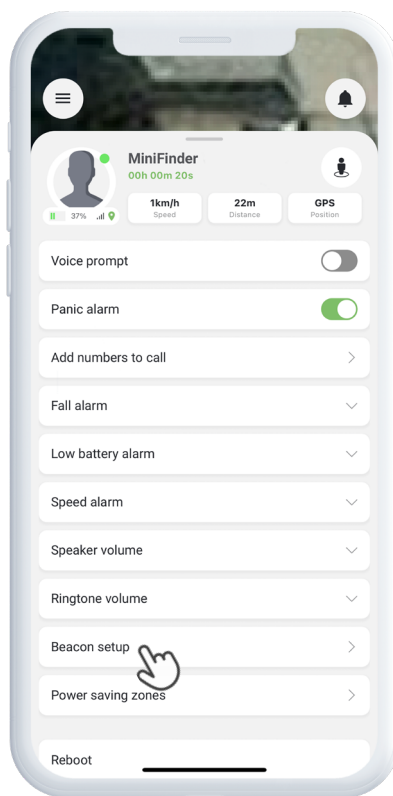 MiniFinder
00h 00m 20s
37%
1km/h
Speed
22m
Distance
GPS
Position
Voice prompt
Panic alarm
Add numbers to call
Fall alarm
Low battery alarm
Speed alarm
Speaker volume
Ringtone volume
Beacon setup
Power saving zones
Reboot